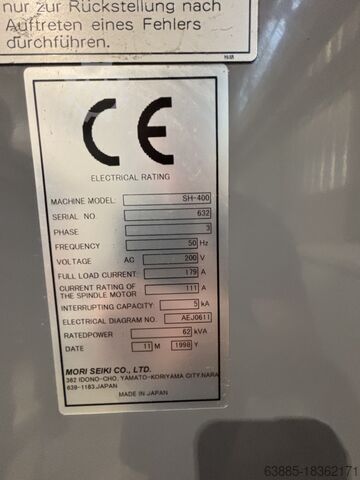 nur zur Rückstellung nach
Auftreten eines Fehlers
durchführen.
CE
ELECTRICAL RATING
MACHINE MODEL: SH-400
SERIAL NO. 632
PHASE 3
FREQUENCY 50 Hz
VOLTAGE AC 200 V
FULL LOAD CURRENT: 179 A
CURRENT RATING OF
THE SPINDLE MOTOR 111 A
INTERRUPTING CAPACITY: 5 kA
ELECTRICAL DIAGRAM NO. AEJ0611
RATEDPOWER 62 kVA
DATE 11 M 1998 Y
MORI SEIKI CO., LTD.
362 IDONO-CHO, YAMATO-KORIYAMA CITY,NARA
639-1183,JAPAN
MADE IN JAPAN
63885-18362171